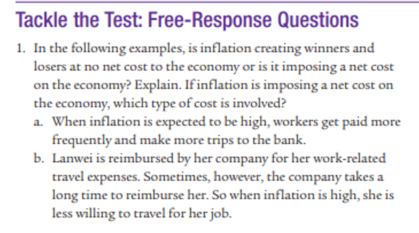 Tackle the Test: Free-Response Questions
1. In the following examples, is inflation creating winners and
losers at no net cost to the economy or is it imposing a net cost
on the economy? Explain. If inflation is imposing a net cost on
the economy, which type of cost is involved?
a. When inflation is expected to be high, workers get paid more
frequently and make more trips to the bank.
b. Lanwei is reimbursed by her company for her work-related
travel expenses. Sometimes, however, the company takes a
long time to reimburse her. So when inflation is high, she is
less willing to travel for her job.